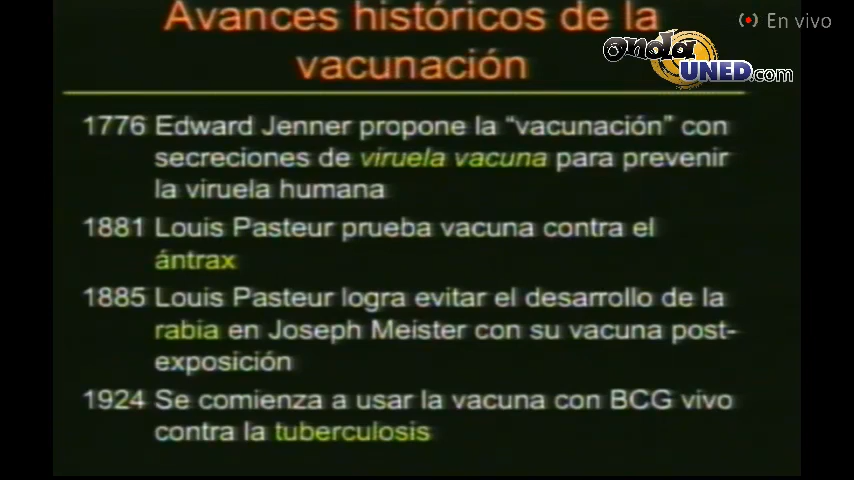 Avances históricos de la
vacunación
En vivo
onda
UNED.com
1776 Edward Jenner propone la “vacunación” con
secreciones de viruela vacuna para prevenir
la viruela humana
1881 Louis Pasteur prueba vacuna contra el
ántrax
1885 Louis Pasteur logra evitar el desarrollo de la
rabia en Joseph Meister con su vacuna post-
exposición
1924 Se comienza a usar la vacuna con BCG vivo
contra la tuberculosis